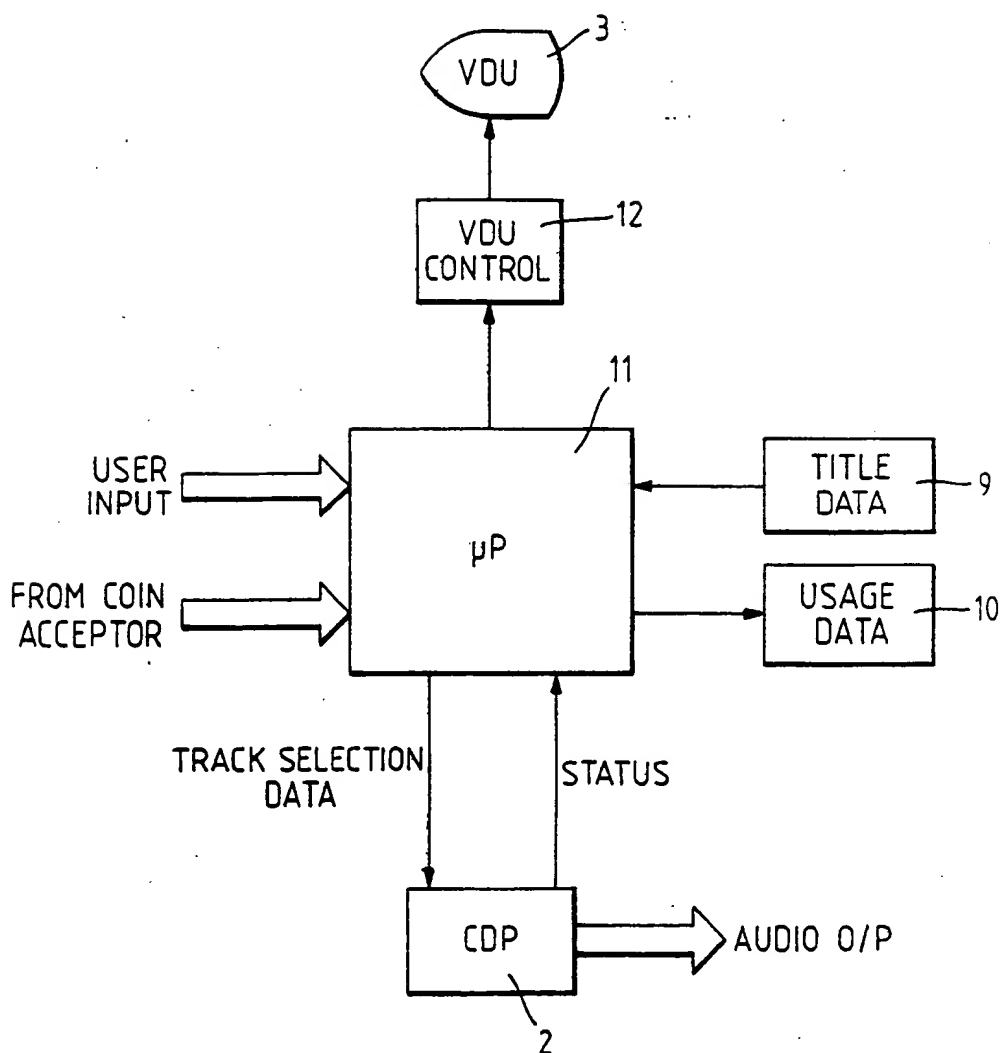 3
VDU
12
VDU
CONTROL
11
USER
INPUT
TITLE
DATA
9
µP
FROM COIN
ACCEPTOR
USAGE
DATA
10
TRACK SELECTION
DATA
STATUS
CDP
AUDIO O/P
2